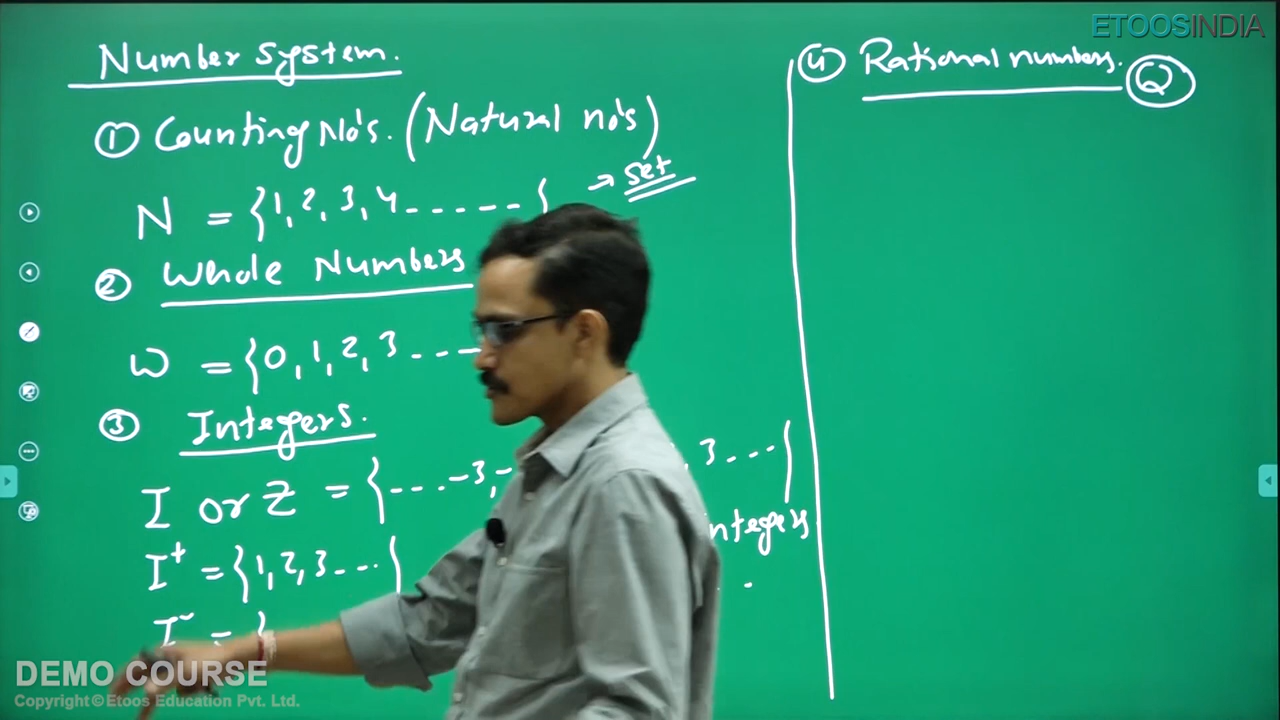 ETOOSINDIA
Number system.
① Counting No's. (Natural no's)
→ set
N = {1, 2, 3, 4 - - - - - - }
② Whole Numbers
W = {0, 1, 2, 3 - - - -
③ Integers.
I or Z = { - - - -3, - , 3 - - - }
ntegers
I⁺ = {1, 2, 3 - - - }
I⁻ = {
④ Rational numbers. Q
DEMO COURSE
Copyright © Etoos Education Pvt. Ltd.